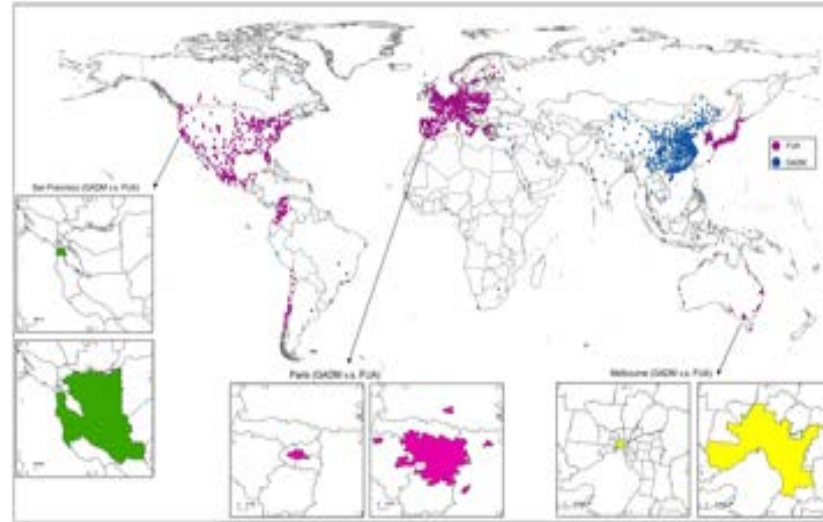 FUA
GADM
San Francisco (GADM v.s. FUA)
Paris (GADM v.s. FUA)
Melbourne (GADM v.s. FUA)